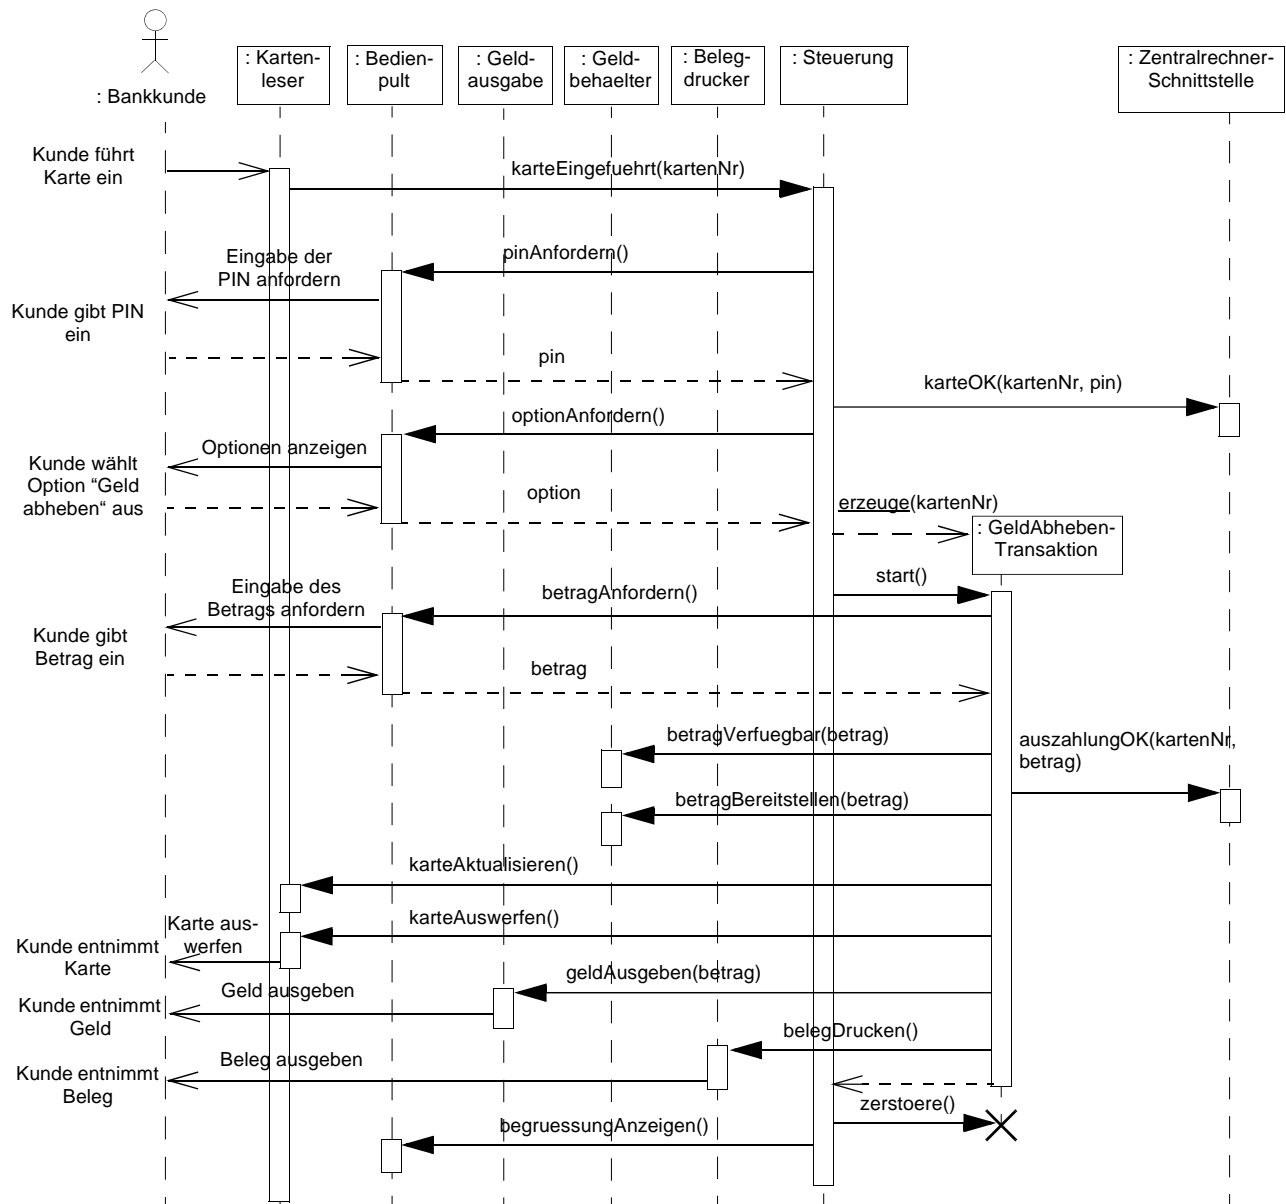 : Bankkunde
: Karten-
leser
: Bedien-
pult
: Geld-
ausgabe
: Geld-
behaelter
: Beleg-
drucker
: Steuerung
: Zentralrechner-
Schnittstelle
Kunde führt
Karte ein
karteEingefuehrt(kartenNr)
pinAnfordern()
Eingabe der
PIN anfordern
Kunde gibt PIN
ein
pin
karteOK(kartenNr, pin)
optionAnfordern()
Optionen anzeigen
Kunde wählt
Option “Geld
abheben“ aus
option
erzeuge(kartenNr)
: GeldAbheben-
Transaktion
start()
Eingabe des
Betrags anfordern
betragAnfordern()
Kunde gibt
Betrag ein
betrag
betragVerfuegbar(betrag)
auszahlungOK(kartenNr,
betrag)
betragBereitstellen(betrag)
karteAktualisieren()
karteAuswerfen()
Karte aus-
werfen
Kunde entnimmt
Karte
geldAusgeben(betrag)
Geld ausgeben
Kunde entnimmt
Geld
belegDrucken()
Beleg ausgeben
Kunde entnimmt
Beleg
zerstoere()
begruessungAnzeigen()